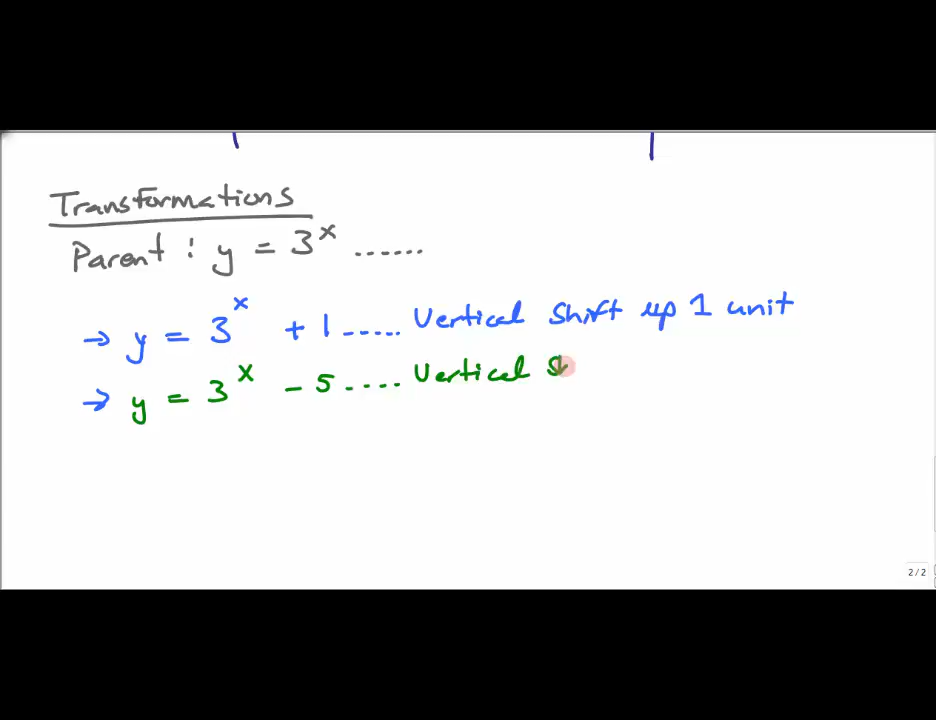 Transformations
Parent : y = 3^x ......
→ y = 3^x + 1 ..... Vertical shift up 1 unit
→ y = 3^x - 5 .... Vertical s
2 / 2